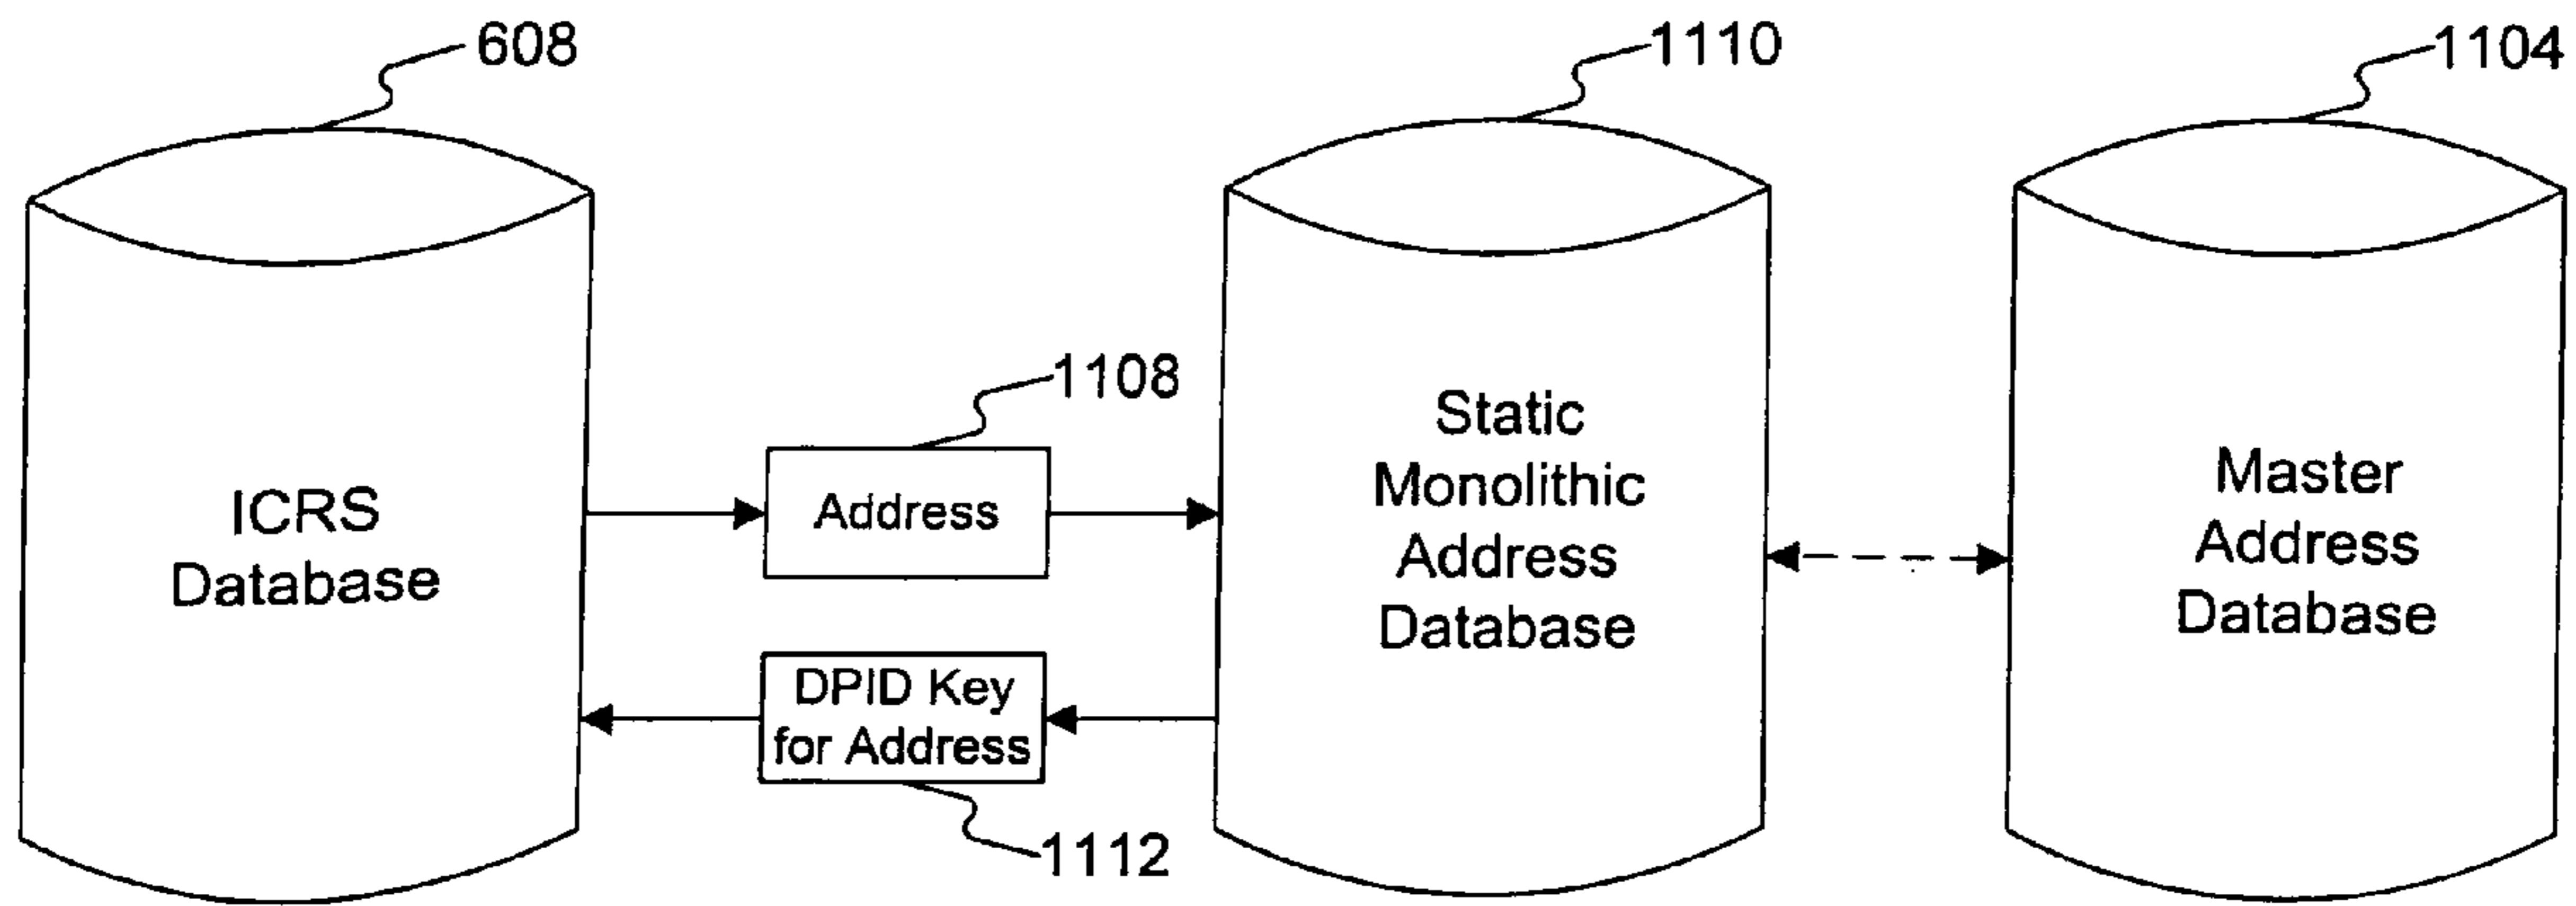 608
1110
1104
1108
ICRS
Database
Address
DPID Key
for Address
1112
Static
Monolithic
Address
Database
Master
Address
Database